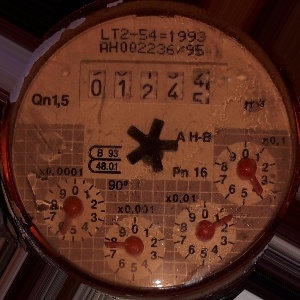 LT2-54=1993
AH002236/95
0 1 2 4
Qn1,5
m³
A H-B
B 93
48.01
90°
Pn 16
x0,1
x0,0001
x0,001
x0,01